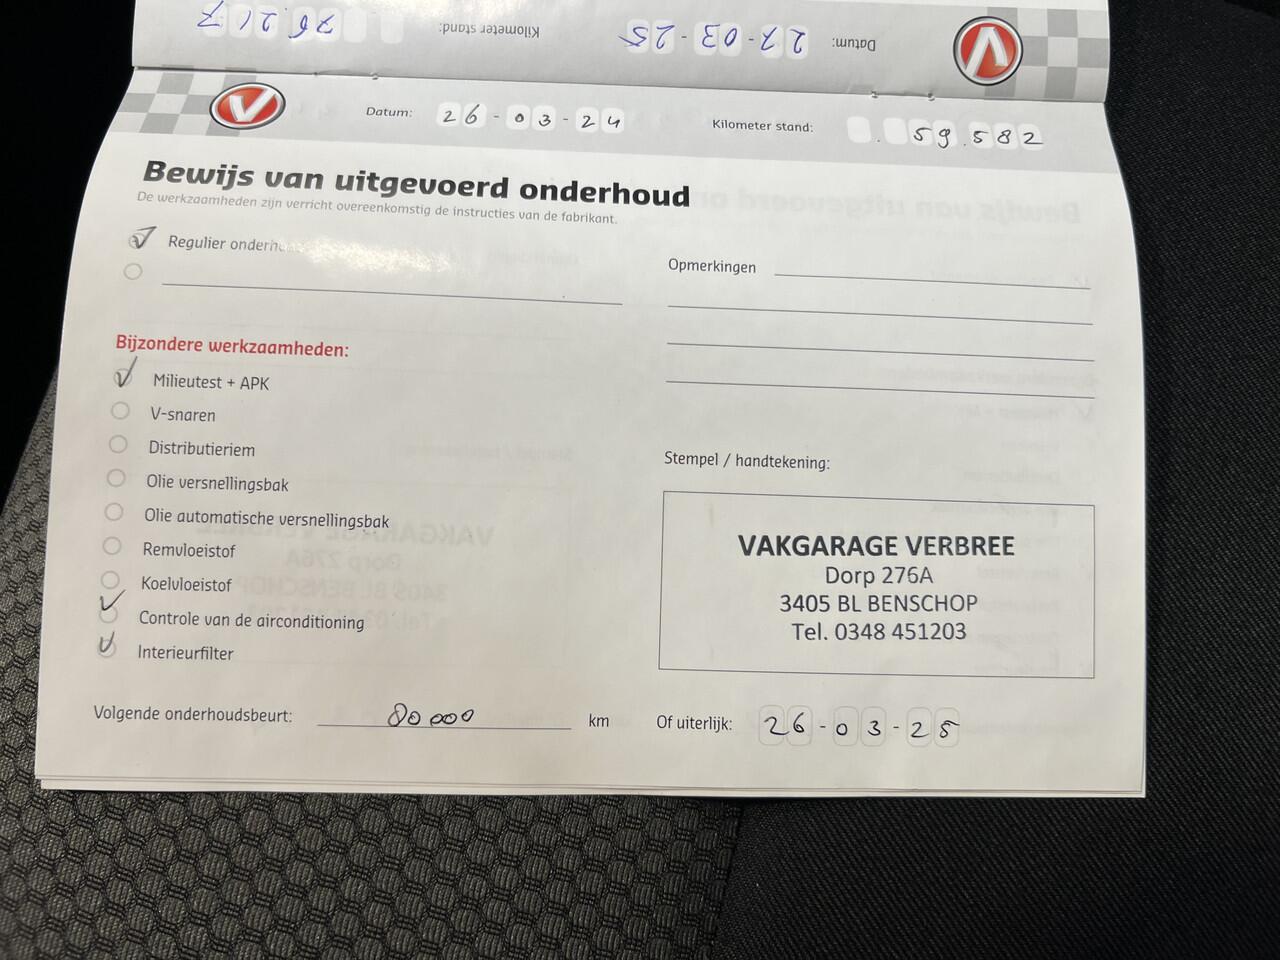 Datum: 27-03-25 Kilometer stand: 76.217
Datum: 26-03-24 Kilometer stand: 59.582
Bewijs van uitgevoerd onderhoud
De werkzaamheden zijn verricht overeenkomstig de instructies van de fabrikant.
Regulier
Opmerkingen
Bijzondere werkzaamheden:
Milieutest + APK
V-snaren
Distributieriem
Olie versnellingsbak
Olie automatische versnellingsbak
Remvloeistof
Koelvloeistof
Controle van de airconditioning
Interieurfilter
Stempel / handtekening:
VAKGARAGE VERBREE
Dorp 276A
3405 BL BENSCHOP
Tel. 0348 451203
Volgende onderhoudsbeurt: 80000 km Of uiterlijk: 26-03-25